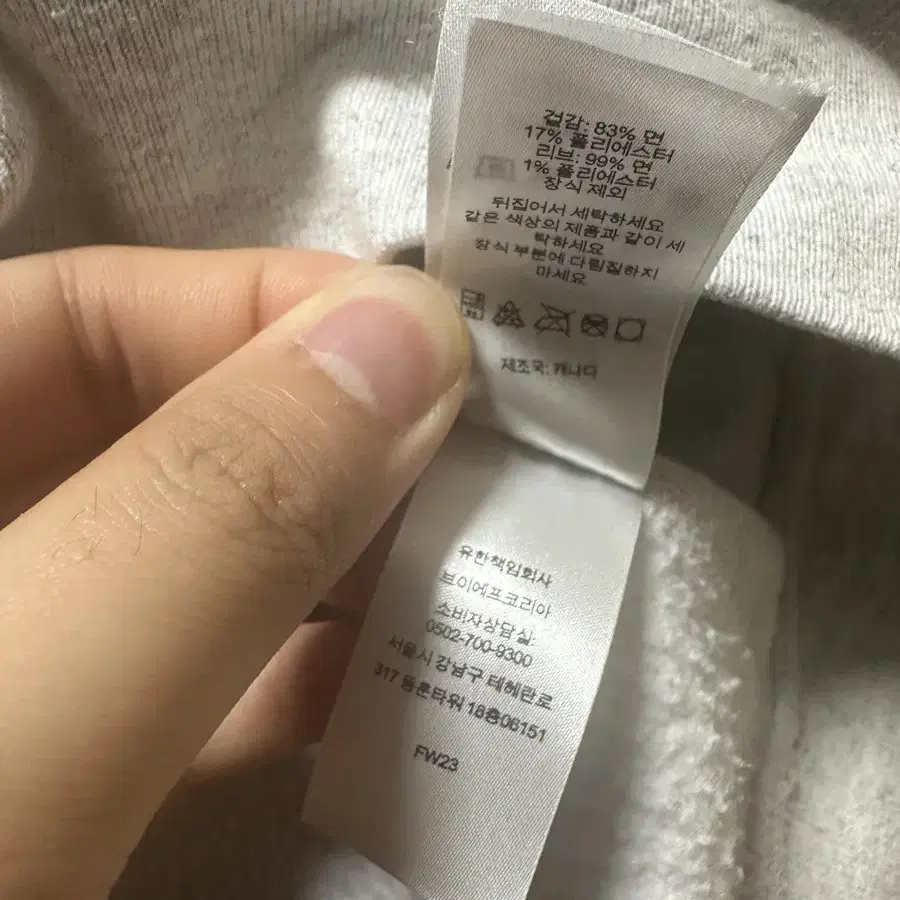 겉감: 83% 면
17% 폴리에스터
리브: 99% 면
1% 폴리에스터
장식 제외
뒤집어서 세탁하세요
같은 색상의 제품과 같이 세
탁하세요
장식 부분에 다림질하지
마세요
제조국: 캐나다
유한책임회사
브이에프코리아
소비자상담실:
0502-700-9300
서울시 강남구 테헤란로
317 동훈타워 18층06151
FW23